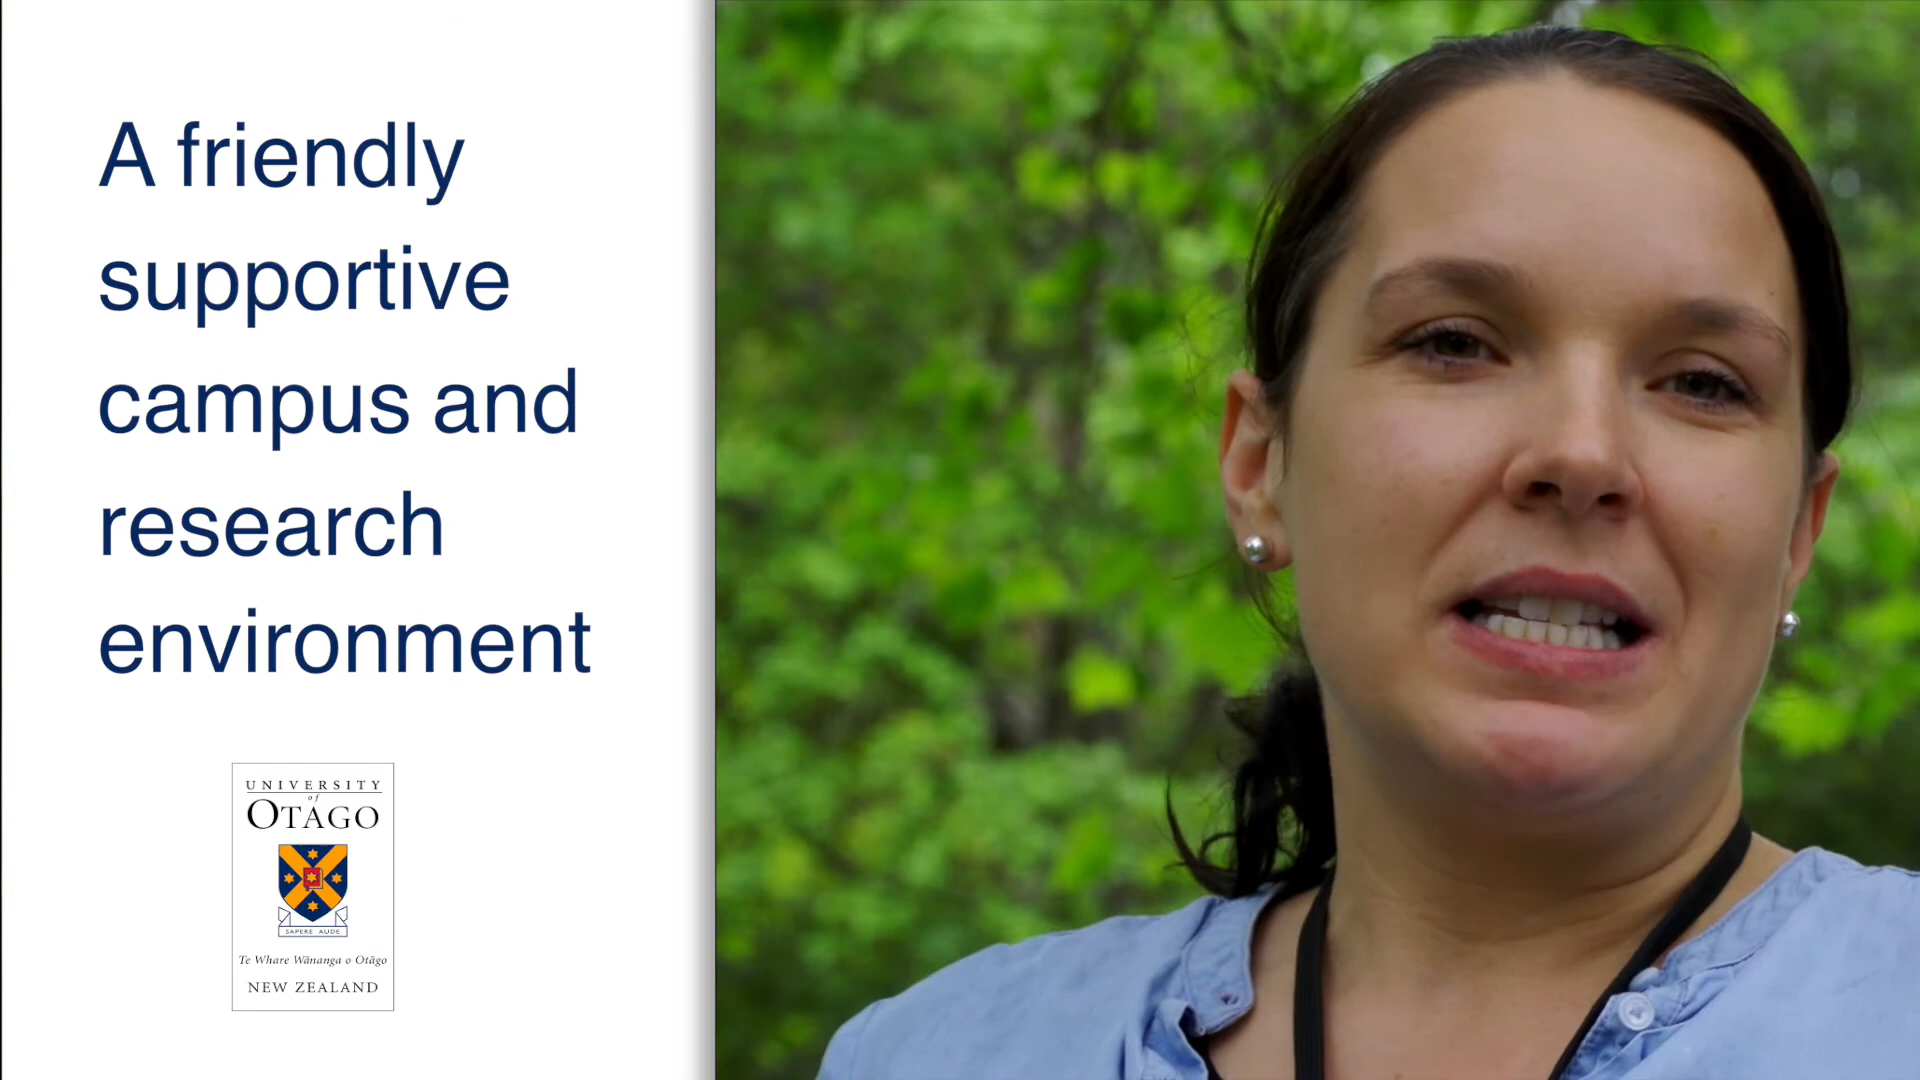 A friendly
supportive
campus and
research
environment
UNIVERSITY
of
OTAGO
SAPERE AUDE
Te Whare Wānanga o Otāgo
NEW ZEALAND